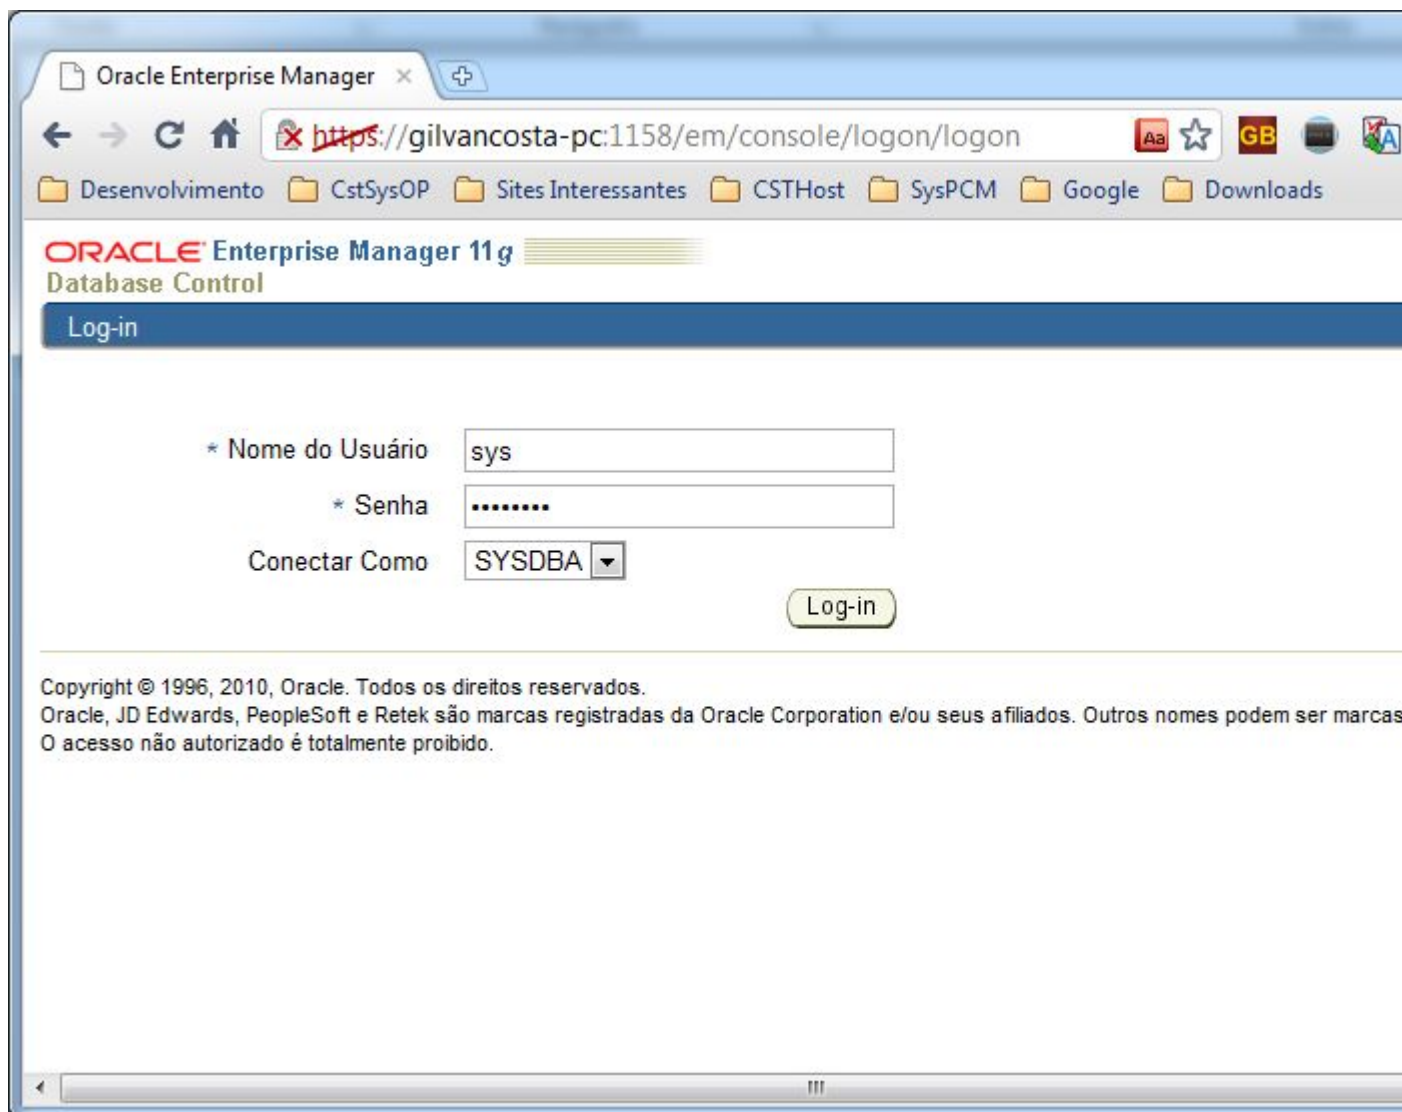 Oracle Enterprise Manager
https://gilvancosta-pc:1158/em/console/logon/logon
Aa
GB
A
Desenvolvimento CstSysOP Sites Interessantes CSTHost SysPCM Google Downloads
ORACLE Enterprise Manager 11g
Database Control
Log-in
* Nome do Usuário sys
* Senha ••••••••
Conectar Como SYSDBA
Log-in
Copyright © 1996, 2010, Oracle. Todos os direitos reservados.
Oracle, JD Edwards, PeopleSoft e Retek são marcas registradas da Oracle Corporation e/ou seus afiliados. Outros nomes podem ser marcas
O acesso não autorizado é totalmente proibido.